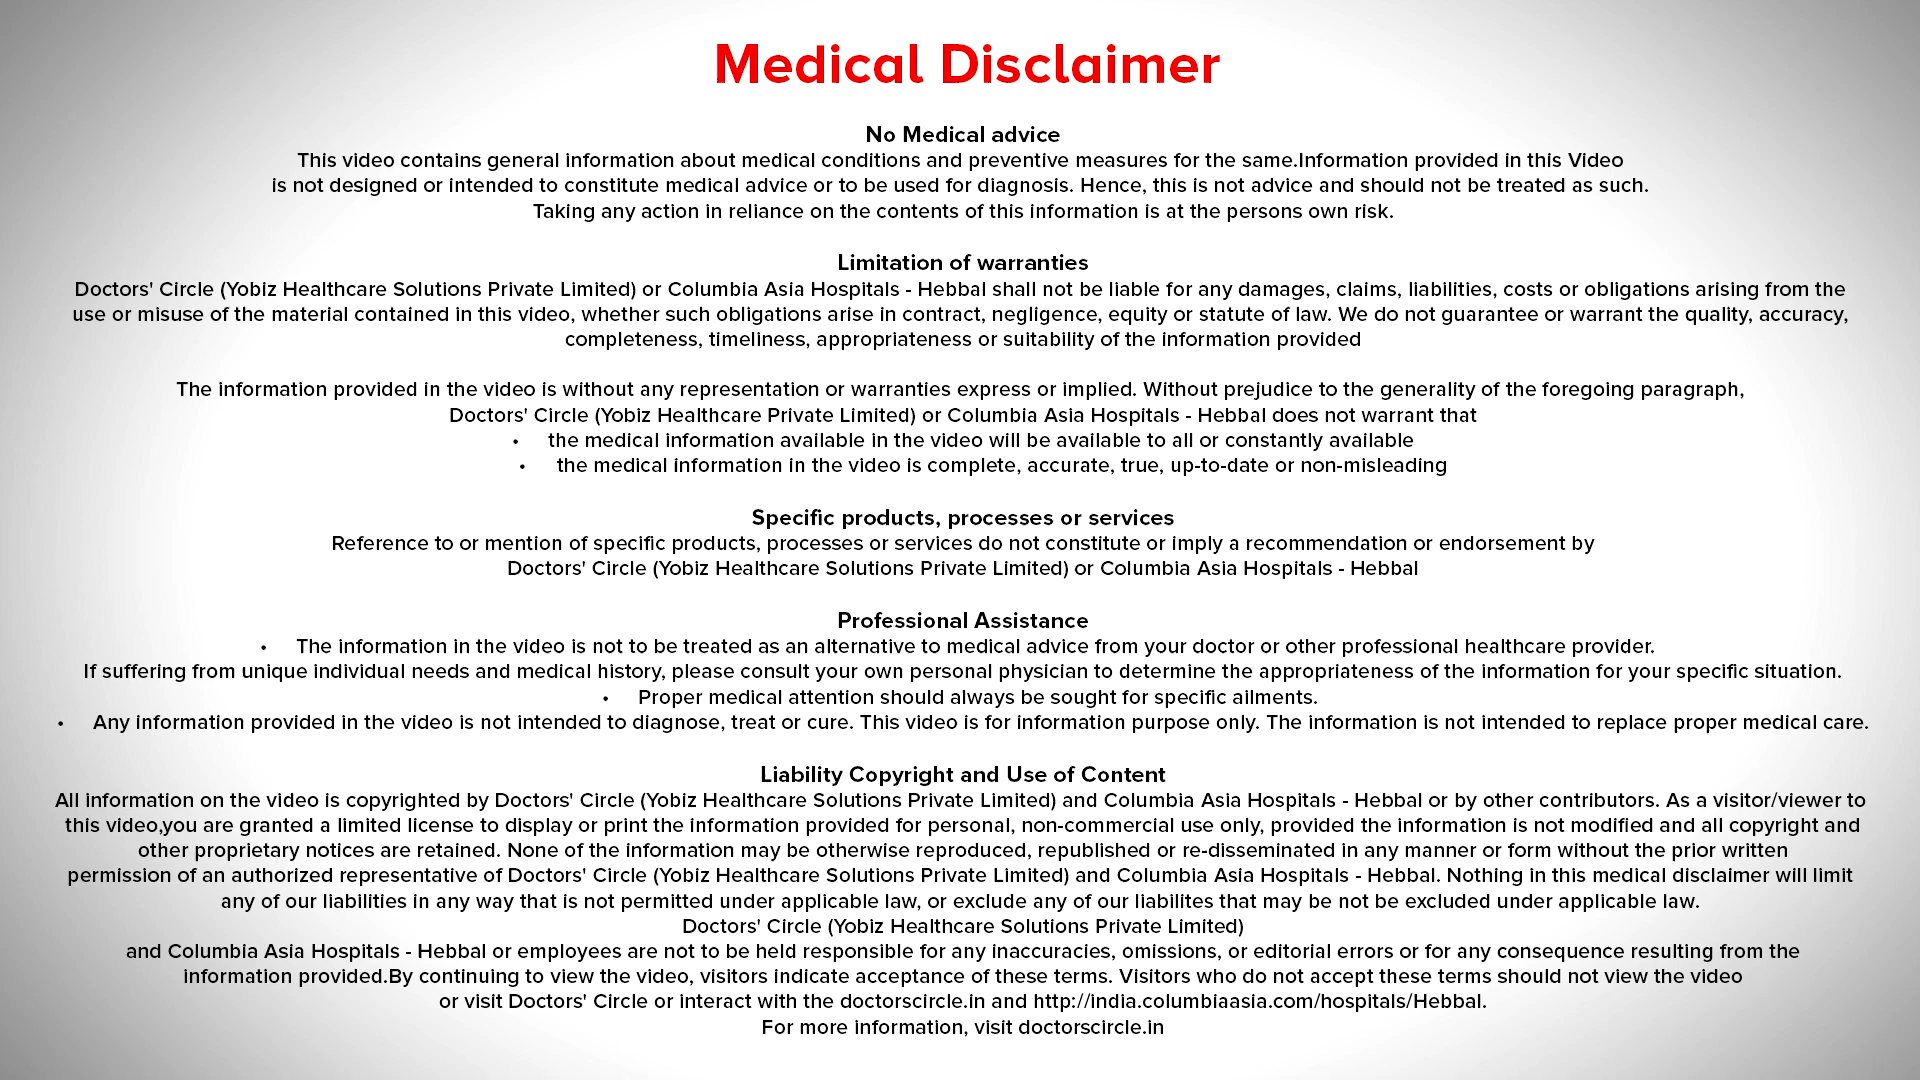 Medical Disclaimer
No Medical advice
This video contains general information about medical conditions and preventive measures for the same.Information provided in this Video
is not designed or intended to constitute medical advice or to be used for diagnosis. Hence, this is not advice and should not be treated as such.
Taking any action in reliance on the contents of this information is at the persons own risk.
Limitation of warranties
Doctors' Circle (Yobiz Healthcare Solutions Private Limited) or Columbia Asia Hospitals - Hebbal shall not be liable for any damages, claims, liabilities, costs or obligations arising from the
use or misuse of the material contained in this video, whether such obligations arise in contract, negligence, equity or statute of law. We do not guarantee or warrant the quality, accuracy,
completeness, timeliness, appropriateness or suitability of the information provided
The information provided in the video is without any representation or warranties express or implied. Without prejudice to the generality of the foregoing paragraph,
Doctors' Circle (Yobiz Healthcare Private Limited) or Columbia Asia Hospitals - Hebbal does not warrant that
• the medical information available in the video will be available to all or constantly available
• the medical information in the video is complete, accurate, true, up-to-date or non-misleading
Specific products, processes or services
Reference to or mention of specific products, processes or services do not constitute or imply a recommendation or endorsement by
Doctors' Circle (Yobiz Healthcare Solutions Private Limited) or Columbia Asia Hospitals - Hebbal
Professional Assistance
• The information in the video is not to be treated as an alternative to medical advice from your doctor or other professional healthcare provider.
If suffering from unique individual needs and medical history, please consult your own personal physician to determine the appropriateness of the information for your specific situation.
• Proper medical attention should always be sought for specific ailments.
• Any information provided in the video is not intended to diagnose, treat or cure. This video is for information purpose only. The information is not intended to replace proper medical care.
Liability Copyright and Use of Content
All information on the video is copyrighted by Doctors' Circle (Yobiz Healthcare Solutions Private Limited) and Columbia Asia Hospitals - Hebbal or by other contributors. As a visitor/viewer to
this video,you are granted a limited license to display or print the information provided for personal, non-commercial use only, provided the information is not modified and all copyright and
other proprietary notices are retained. None of the information may be otherwise reproduced, republished or re-disseminated in any manner or form without the prior written
permission of an authorized representative of Doctors' Circle (Yobiz Healthcare Solutions Private Limited) and Columbia Asia Hospitals - Hebbal. Nothing in this medical disclaimer will limit
any of our liabilities in any way that is not permitted under applicable law, or exclude any of our liabilites that may be not be excluded under applicable law.
Doctors' Circle (Yobiz Healthcare Solutions Private Limited)
and Columbia Asia Hospitals - Hebbal or employees are not to be held responsible for any inaccuracies, omissions, or editorial errors or for any consequence resulting from the
information provided.By continuing to view the video, visitors indicate acceptance of these terms. Visitors who do not accept these terms should not view the video
or visit Doctors' Circle or interact with the doctorscircle.in and http://india.columbiaasia.com/hospitals/Hebbal.
For more information, visit doctorscircle.in